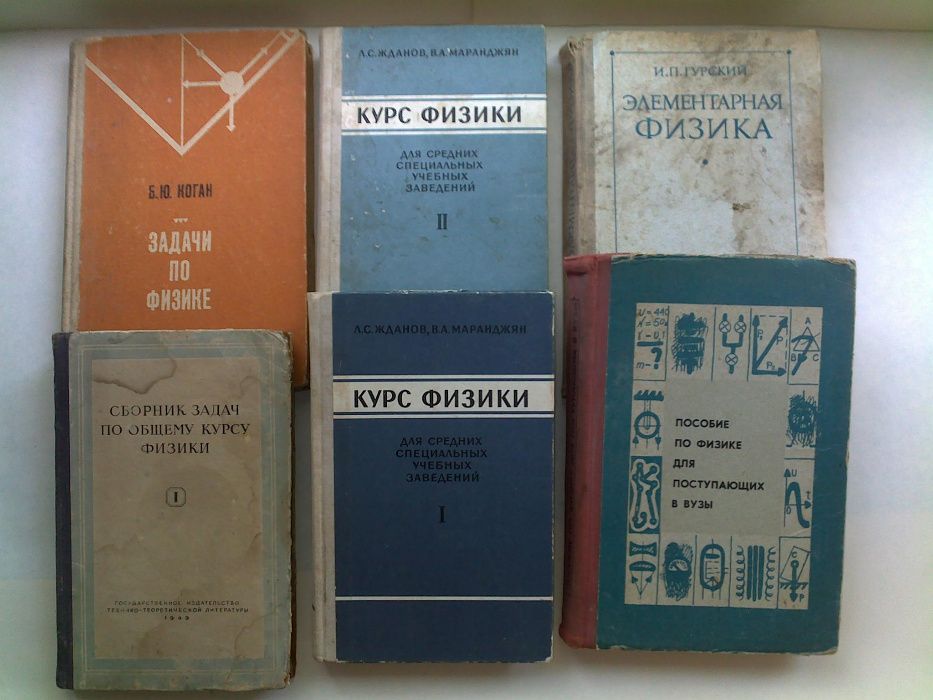 Б.Ю. КОГАН
ЗАДАЧИ
ПО
ФИЗИКЕ
Л.С. ЖДАНОВ, В.А. МАРАНДЖЯН
КУРС ФИЗИКИ
ДЛЯ СРЕДНИХ
СПЕЦИАЛЬНЫХ
УЧЕБНЫХ
ЗАВЕДЕНИЙ
II
И.П. ГУРСКИЙ
ЭЛЕМЕНТАРНАЯ
ФИЗИКА
СБОРНИК ЗАДАЧ
ПО ОБЩЕМУ КУРСУ
ФИЗИКИ
I
ГОСУДАРСТВЕННОЕ ИЗДАТЕЛЬСТВО
ТЕХНИКО-ТЕОРЕТИЧЕСКОЙ ЛИТЕРАТУРЫ
1949
Л.С. ЖДАНОВ, В.А. МАРАНДЖЯН
КУРС ФИЗИКИ
ДЛЯ СРЕДНИХ
СПЕЦИАЛЬНЫХ
УЧЕБНЫХ
ЗАВЕДЕНИЙ
I
ПОСОБИЕ
ПО ФИЗИКЕ
ДЛЯ
ПОСТУПАЮЩИХ
В ВУЗЫ